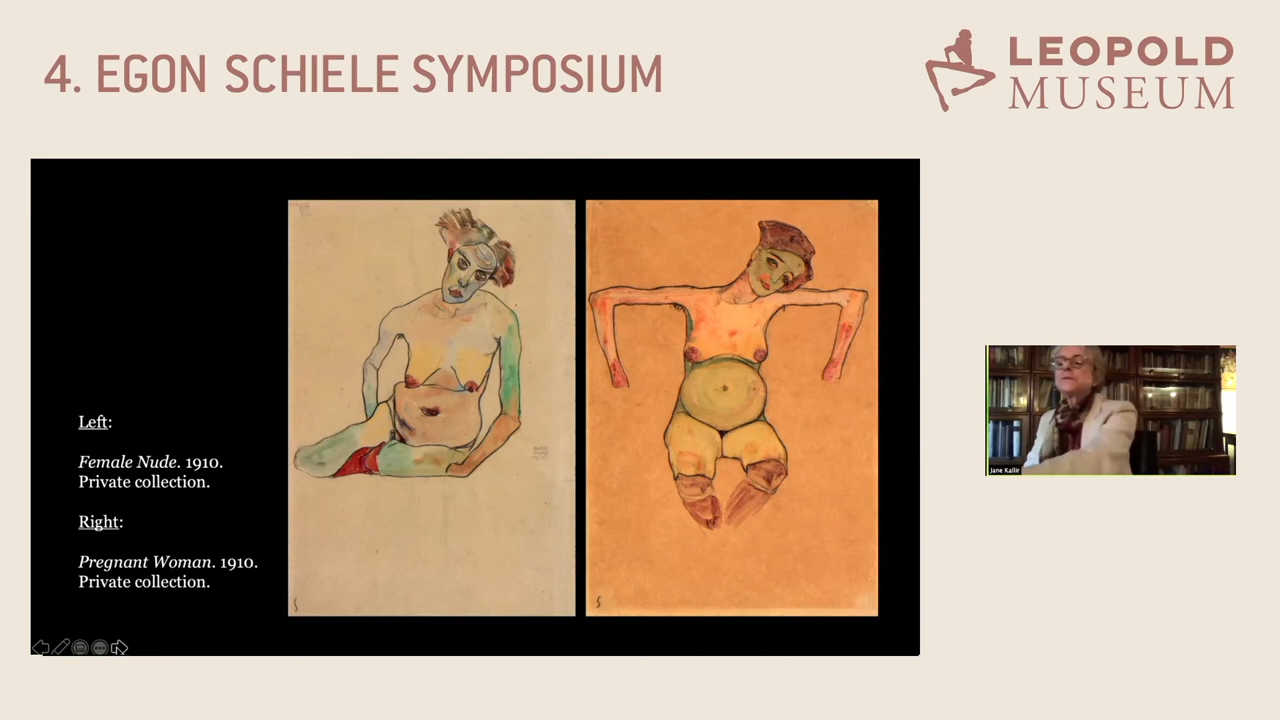 4. EGON SCHIELE SYMPOSIUM
LEOPOLD
MUSEUM
Left:
Female Nude. 1910.
Private collection.
Right:
Pregnant Woman. 1910.
Private collection.
S
S
Jane Kallir